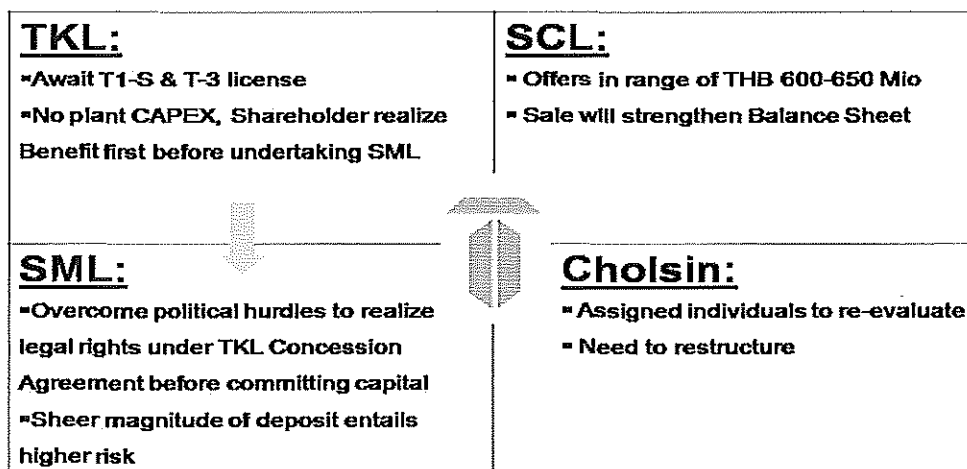 TKL:
▪Await T1-S & T-3 license
▪No plant CAPEX, Shareholder realize
Benefit first before undertaking SML
SCL:
▪ Offers in range of THB 600-650 Mio
▪ Sale will strengthen Balance Sheet
SML:
▪Overcome political hurdles to realize
legal rights under TKL Concession
Agreement before committing capital
▪Sheer magnitude of deposit entails
higher risk
Cholsin:
▪ Assigned individuals to re-evaluate
▪ Need to restructure